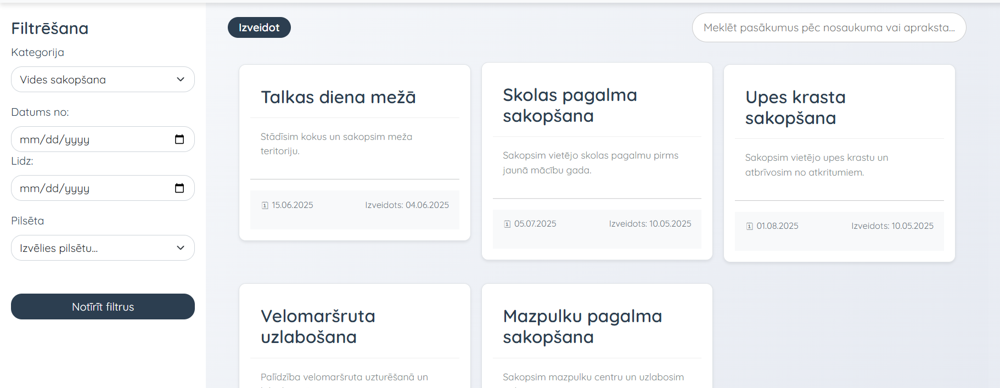 Filtrēšana
Kategorija
Vides sakopšana
Datums no:
mm/dd/yyyy
Lidz:
mm/dd/yyyy
Pilsēta
Izvēlies pilsētu...
Notīrīt filtrus
Izveidot
Meklēt pasākumus pēc nosaukuma vai apraksta...
Talkas diena mežā
Stādīsim kokus un sakopsim meža
teritoriju.
15.06.2025 Izveidots: 04.06.2025
Skolas pagalma
sakopšana
Sakopsim vietējo skolas pagalmu pirms
jaunā mācību gada.
05.07.2025 Izveidots: 10.05.2025
Upes krasta
sakopšana
Sakopsim vietējo upes krastu un
atbrīvosim no atkritumiem.
01.08.2025 Izveidots: 10.05.2025
Velomaršruta
uzlabošana
Palīdzība velomaršruta uzturēšanā un
Mazpulku pagalma
sakopšana
Sakopsim mazpulku centru un uzlabosim